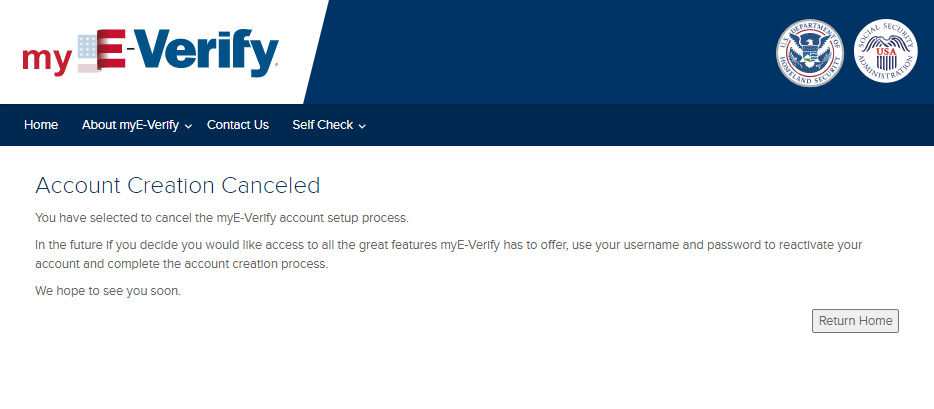 my E-Verify
U.S. DEPARTMENT OF HOMELAND SECURITY
SOCIAL SECURITY ADMINISTRATION
USA
Home About myE-Verify Contact Us Self Check
Account Creation Canceled
You have selected to cancel the myE-Verify account setup process.
In the future if you decide you would like access to all the great features myE-Verify has to offer, use your username and password to reactivate your
account and complete the account creation process.
We hope to see you soon.
Return Home